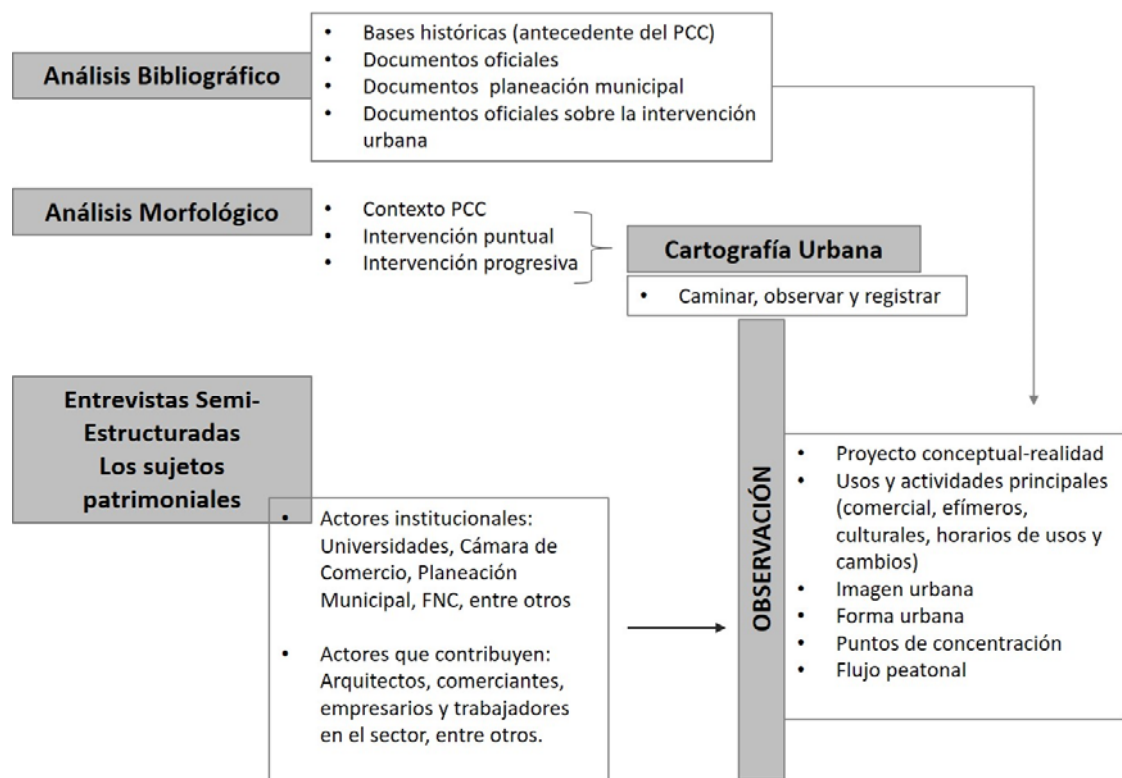 Análisis Bibliográfico
• Bases históricas (antecedente del PCC)
• Documentos oficiales
• Documentos planeación municipal
• Documentos oficiales sobre la intervención
urbana
Análisis Morfológico
• Contexto PCC
• Intervención puntual
• Intervención progresiva
Cartografía Urbana
• Caminar, observar y registrar
Entrevistas Semi-
Estructuradas
Los sujetos
patrimoniales
• Actores institucionales:
Universidades, Cámara de
Comercio, Planeación
Municipal, FNC, entre otros
• Actores que contribuyen:
Arquitectos, comerciantes,
empresarios y trabajadores
en el sector, entre otros.
OBSERVACIÓN
• Proyecto conceptual-realidad
• Usos y actividades principales
(comercial, efímeros,
culturales, horarios de usos y
cambios)
• Imagen urbana
• Forma urbana
• Puntos de concentración
• Flujo peatonal